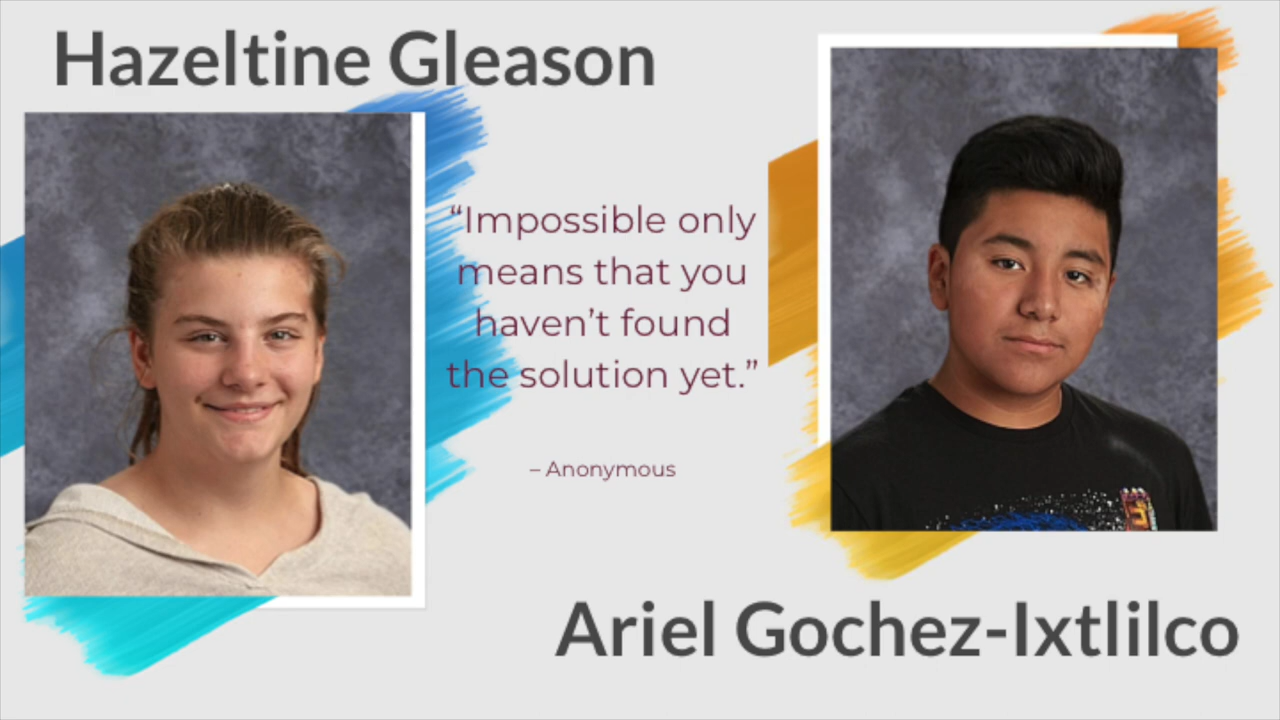 Hazeltine Gleason
“Impossible only
means that you
haven’t found
the solution yet.”
– Anonymous
Ariel Gochez-Ixtlilco